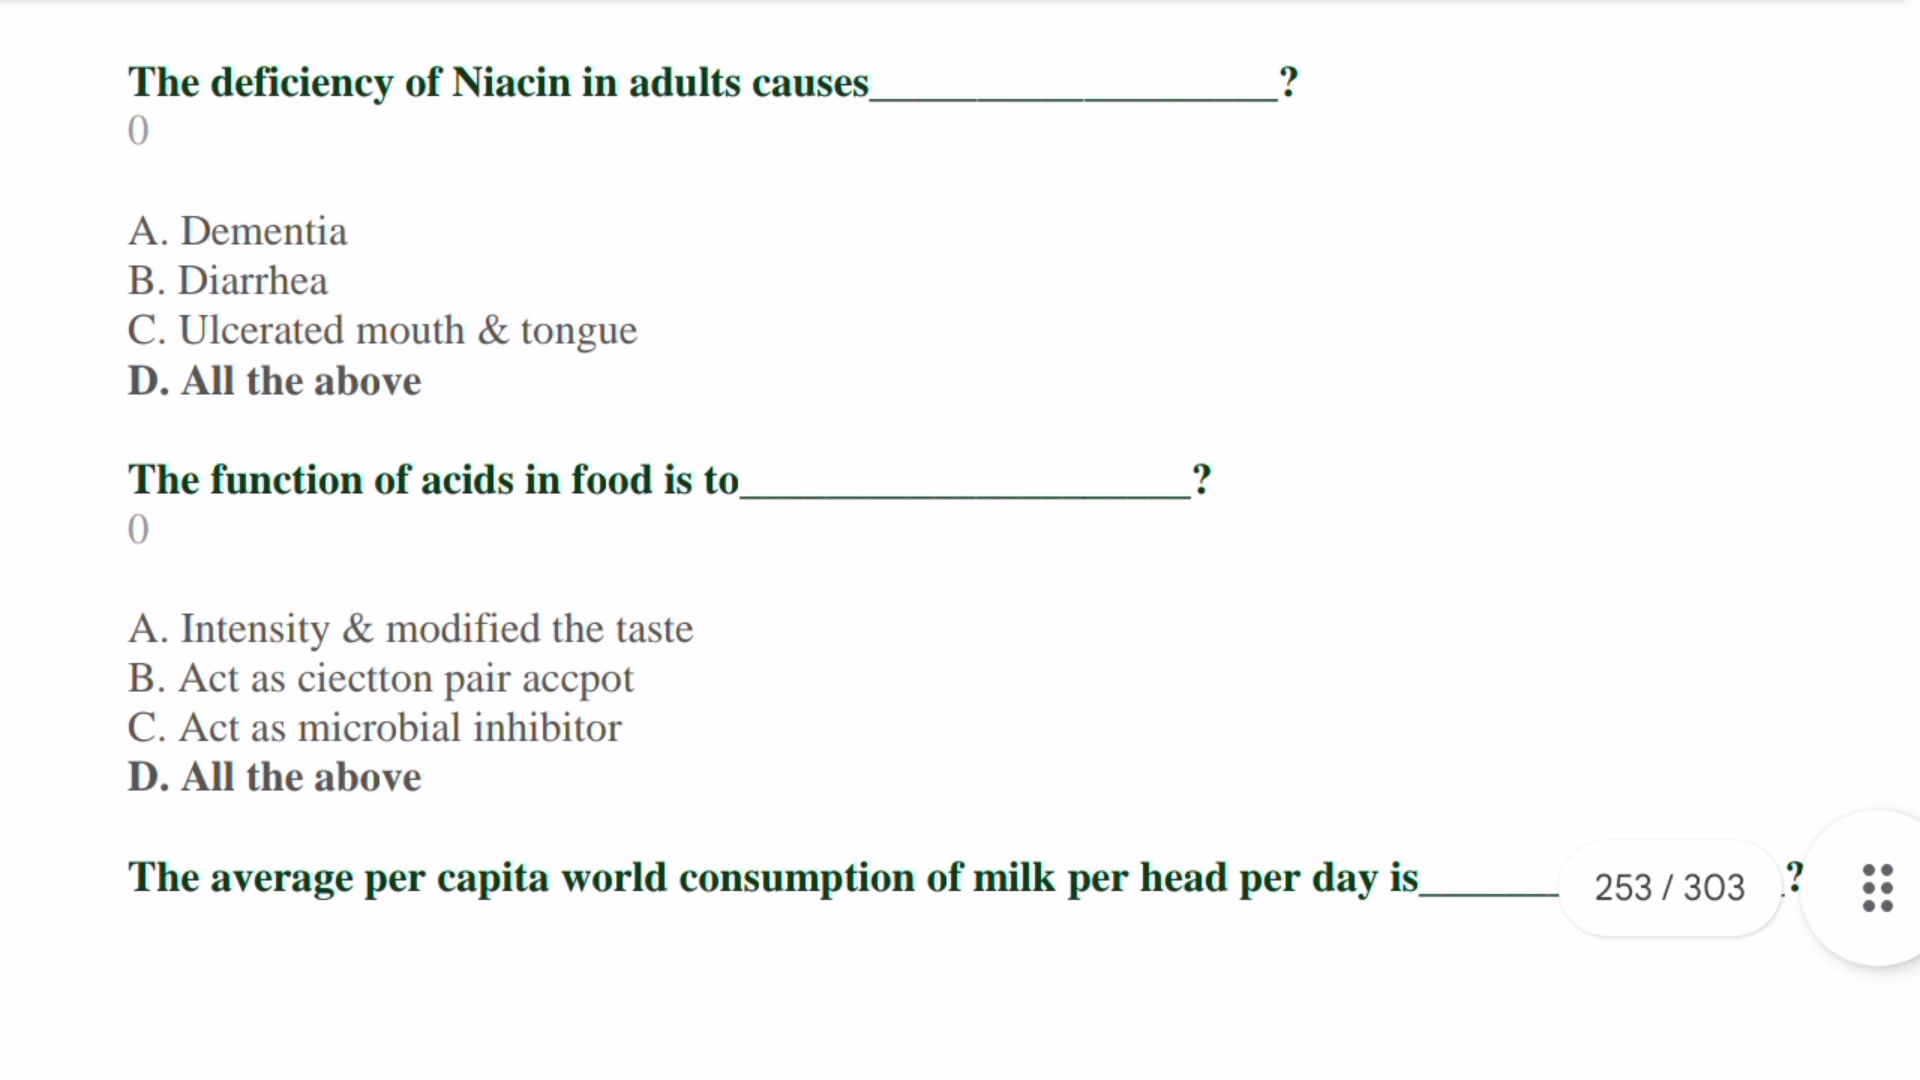 The deficiency of Niacin in adults causes___________________?
0
A. Dementia
B. Diarrhea
C. Ulcerated mouth & tongue
D. All the above
The function of acids in food is to_____________________?
0
A. Intensity & modified the taste
B. Act as ciectton pair accpot
C. Act as microbial inhibitor
D. All the above
The average per capita world consumption of milk per head per day is_______ 253 / 303 ?